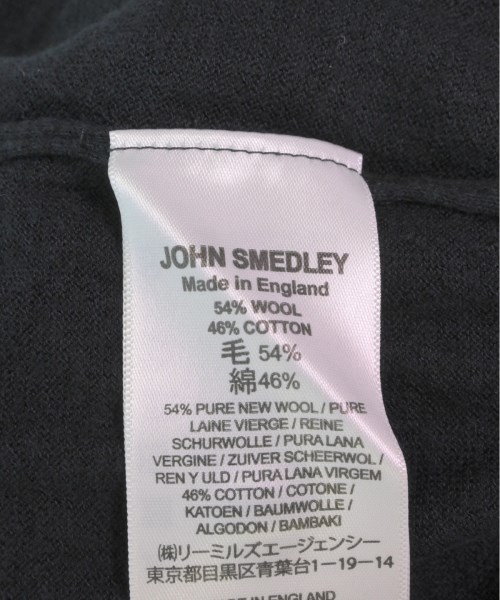 JOHN SMEDLEY
Made in England
54% WOOL
46% COTTON
毛 54%
綿46%
54% PURE NEW WOOL / PURE
LAINE VIERGE / REINE
SCHURWOLLE / PURA LANA
VERGINE / ZUIVER SCHEERWOL /
REN Y ULD / PURA LANA VIRGEM
46% COTTON / COTONE /
KATOEN / BAUMWOLLE /
ALGODON / BAMBAKI
㈱リーミルズエージェンシー
東京都目黒区青葉台1-19-14
IN ENGLAND